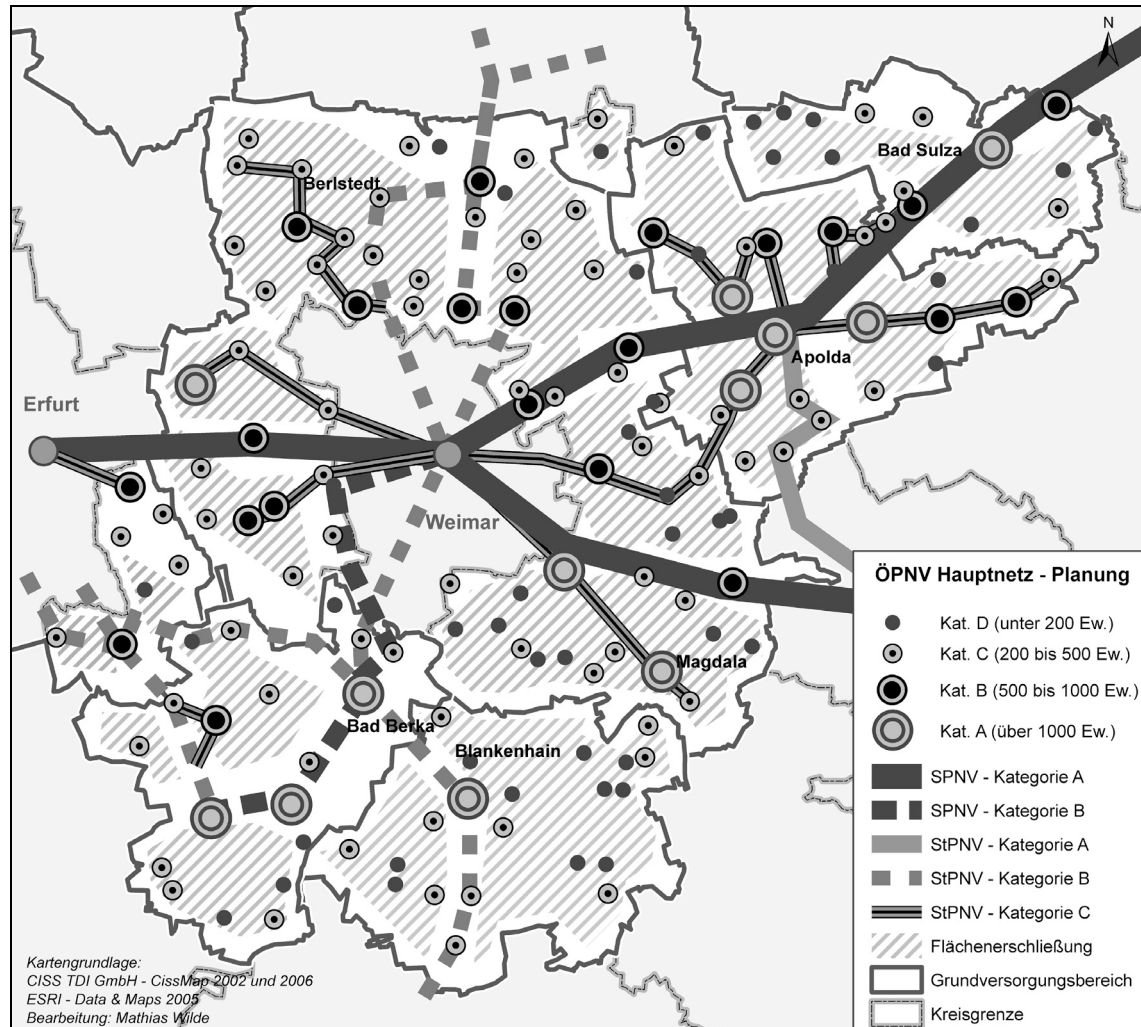 N
Bad Sulza
Berlstedt
Apolda
Erfurt
Weimar
Magdala
Bad Berka
Blankenhain
ÖPNV Hauptnetz - Planung
Kat. D (unter 200 Ew.)
Kat. C (200 bis 500 Ew.)
Kat. B (500 bis 1000 Ew.)
Kat. A (über 1000 Ew.)
SPNV - Kategorie A
SPNV - Kategorie B
StPNV - Kategorie A
StPNV - Kategorie B
StPNV - Kategorie C
Flächenerschließung
Grundversorgungsbereich
Kreisgrenze
Kartengrundlage:
CISS TDI GmbH - CissMap 2002 und 2006
ESRI - Data & Maps 2005
Bearbeitung: Mathias Wilde